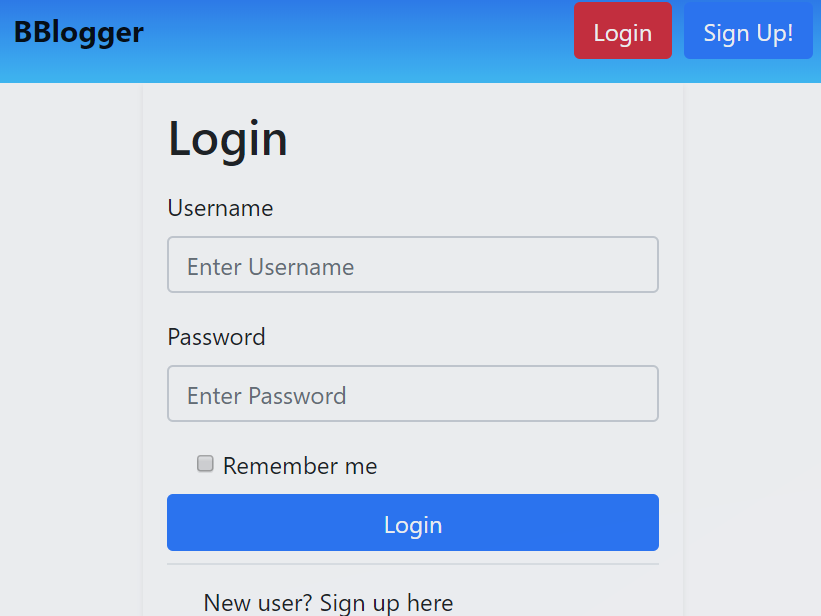 BBlogger Login Sign Up!
Login
Username
Enter Username
Password
Enter Password
Remember me
Login
New user? Sign up here